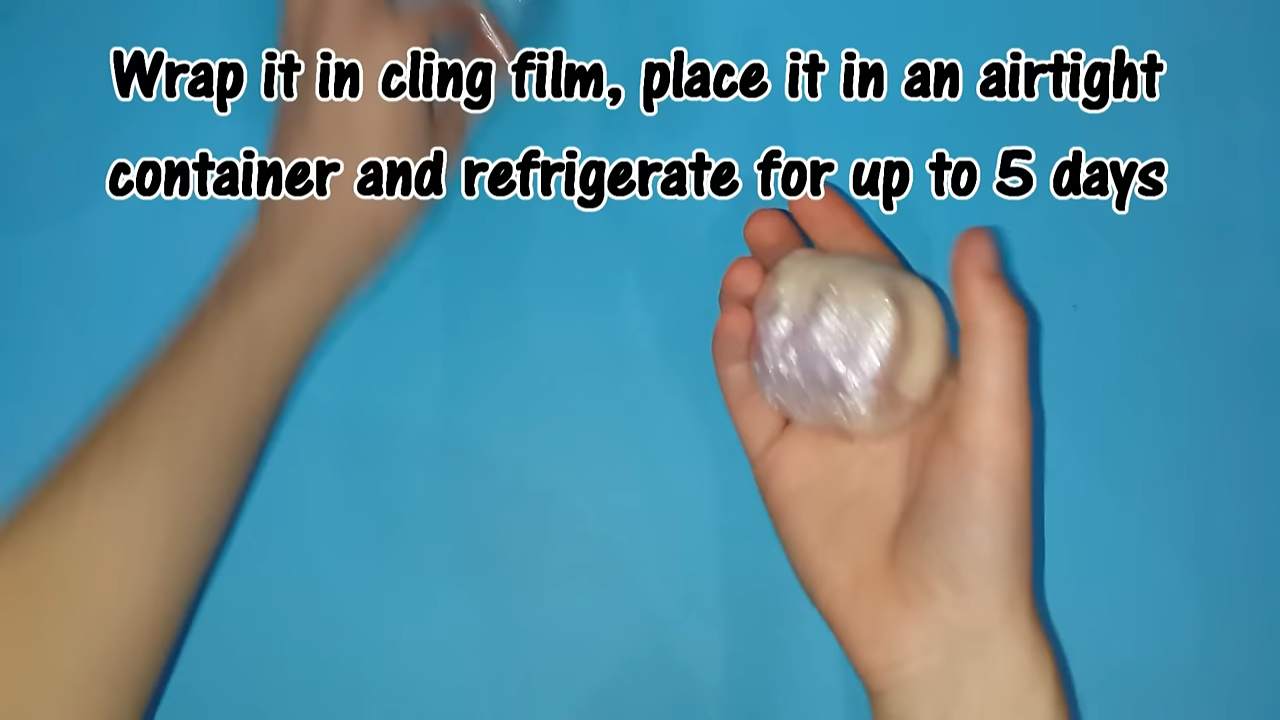 Wrap it in cling film, place it in an airtight
container and refrigerate for up to 5 days